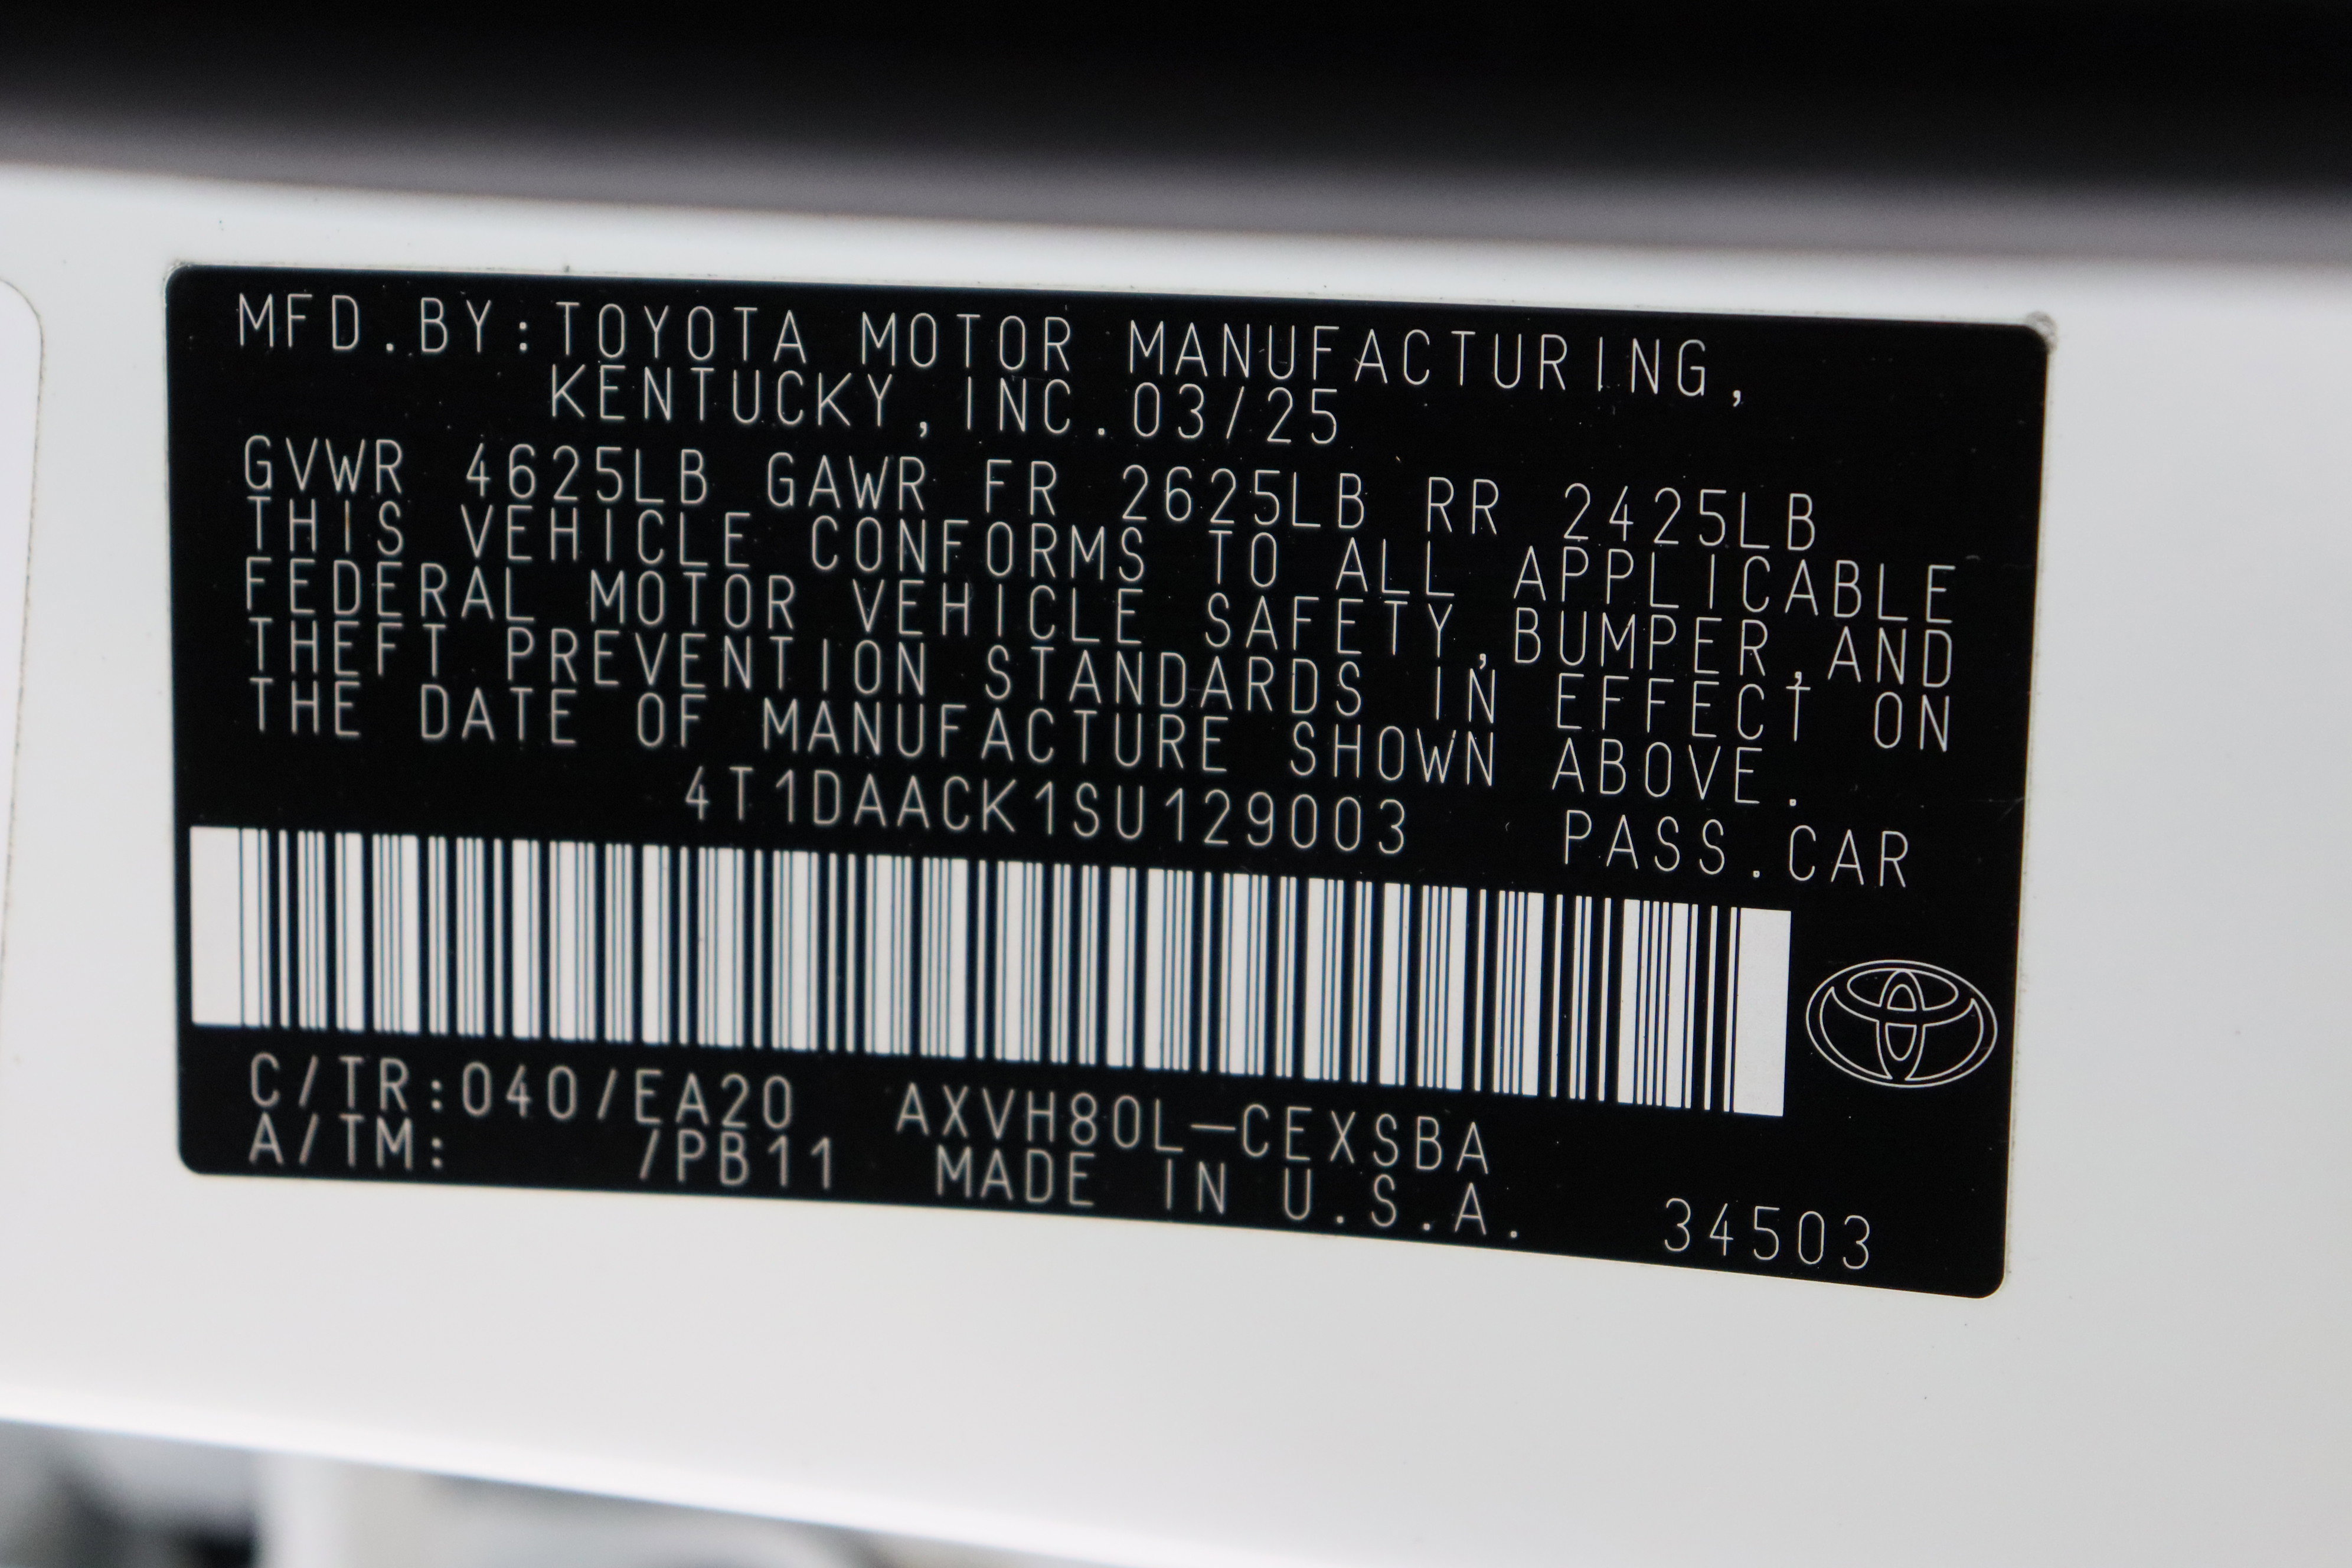 MFD.BY:TOYOTA MOTOR MANUFACTURING,
KENTUCKY,INC.03/25
GVWR 4625LB GAWR FR 2625LB RR 2425LB
THIS VEHICLE CONFORMS TO ALL APPLICABLE
FEDERAL MOTOR VEHICLE SAFETY,BUMPER,AND
THEFT PREVENTION STANDARDS IN EFFECT ON
THE DATE OF MANUFACTURE SHOWN ABOVE.
4T1DAACK1SU129003 PASS.CAR
C/TR:040/EA20 AXVH80L-CEXSBA
A/TM: /PB11 MADE IN U.S.A. 34503